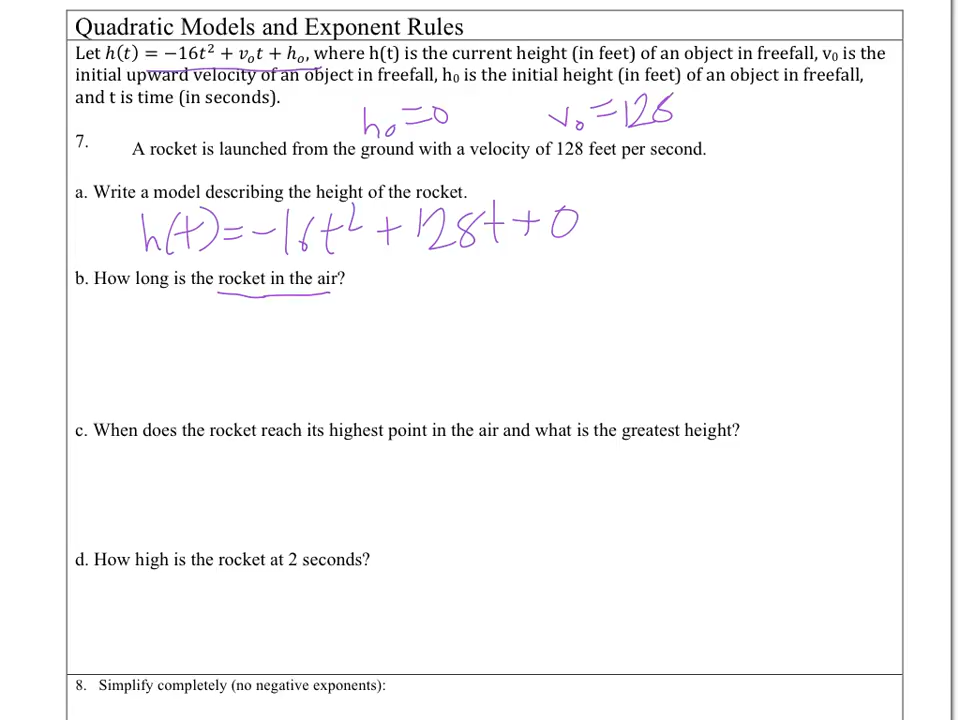 Quadratic Models and Exponent Rules
Let h(t) = −16t² + v₀t + h₀, where h(t) is the current height (in feet) of an object in freefall, v₀ is the
initial upward velocity of an object in freefall, h₀ is the initial height (in feet) of an object in freefall,
and t is time (in seconds).
h₀=0 v₀=128
7. A rocket is launched from the ground with a velocity of 128 feet per second.
a. Write a model describing the height of the rocket.
h(t)=-16t²+128t+0
b. How long is the rocket in the air?
c. When does the rocket reach its highest point in the air and what is the greatest height?
d. How high is the rocket at 2 seconds?
8. Simplify completely (no negative exponents):